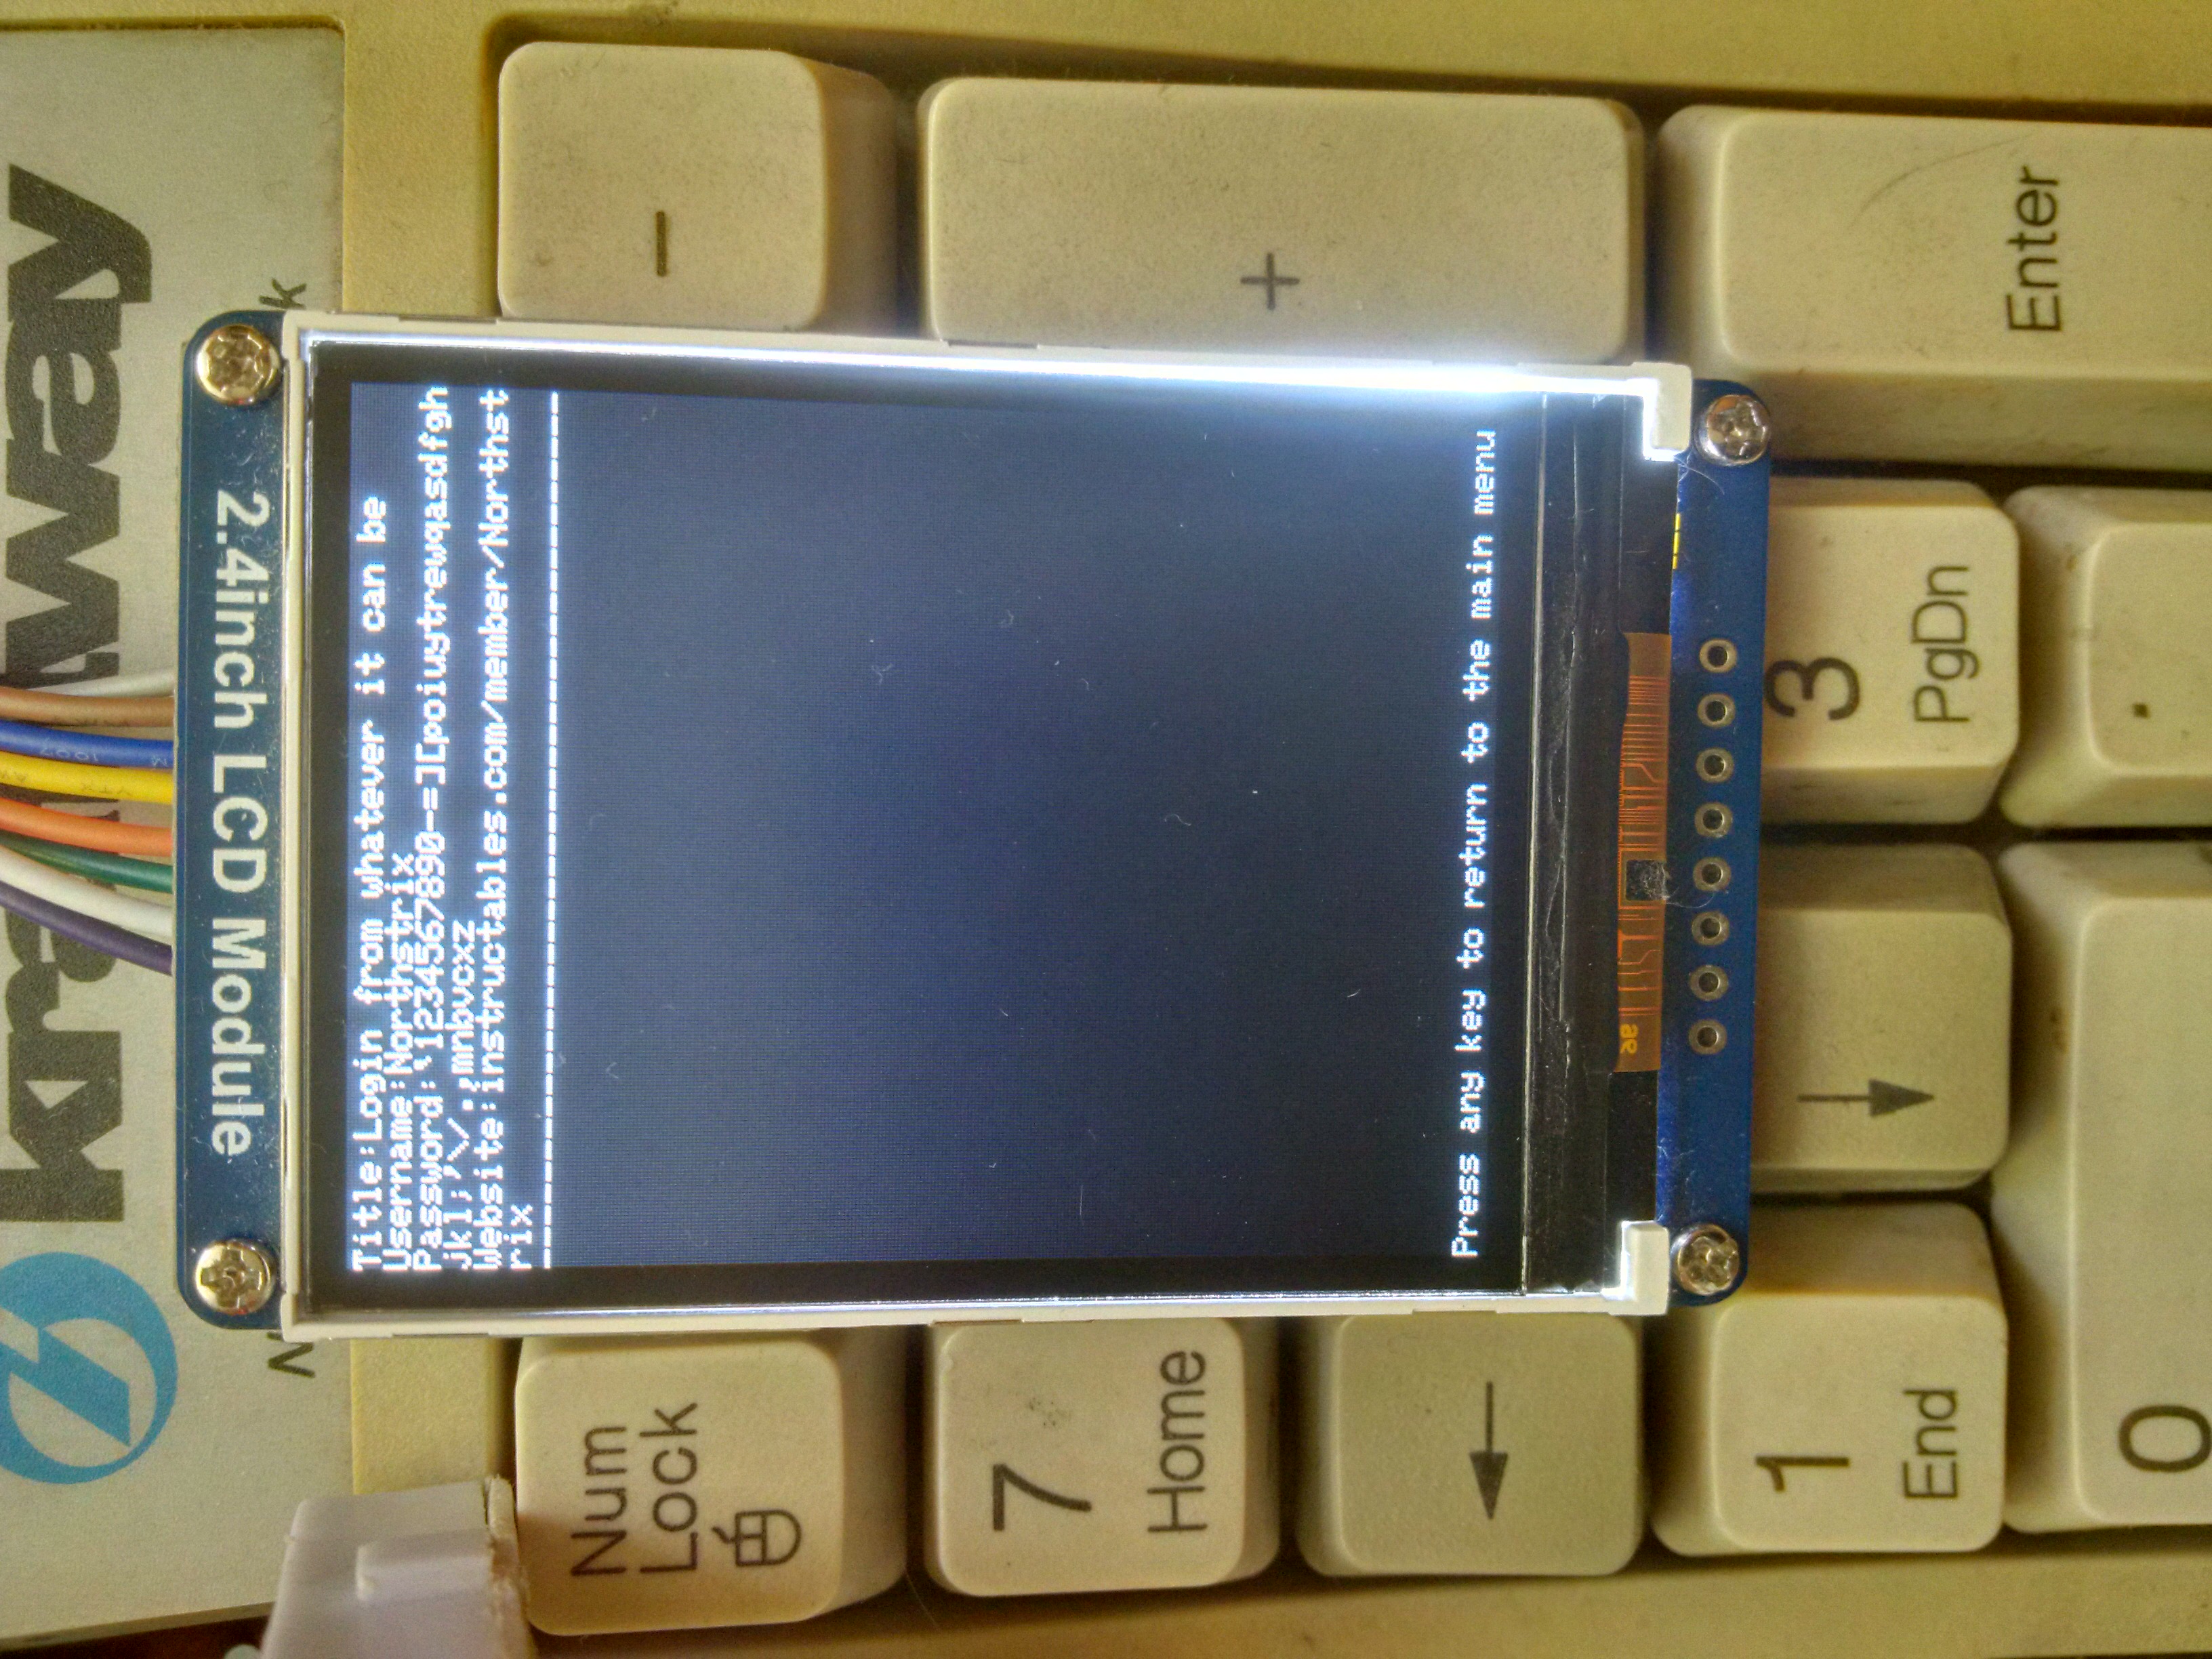 kraftway
2.4inch LCD Module
N
k
Title:Login from whatever it can be
Username:Northstrix
Password:`1234567890-=][poiuytrewqasdfgh
jkl;'\/.,mnbvcxz
Website:instructables.com/member/Northst
rix
----------------------------------------
Press any key to return to the main menu
Num
Lock
-
7
Home
+
1
End
3
PgDn
Enter
0
.